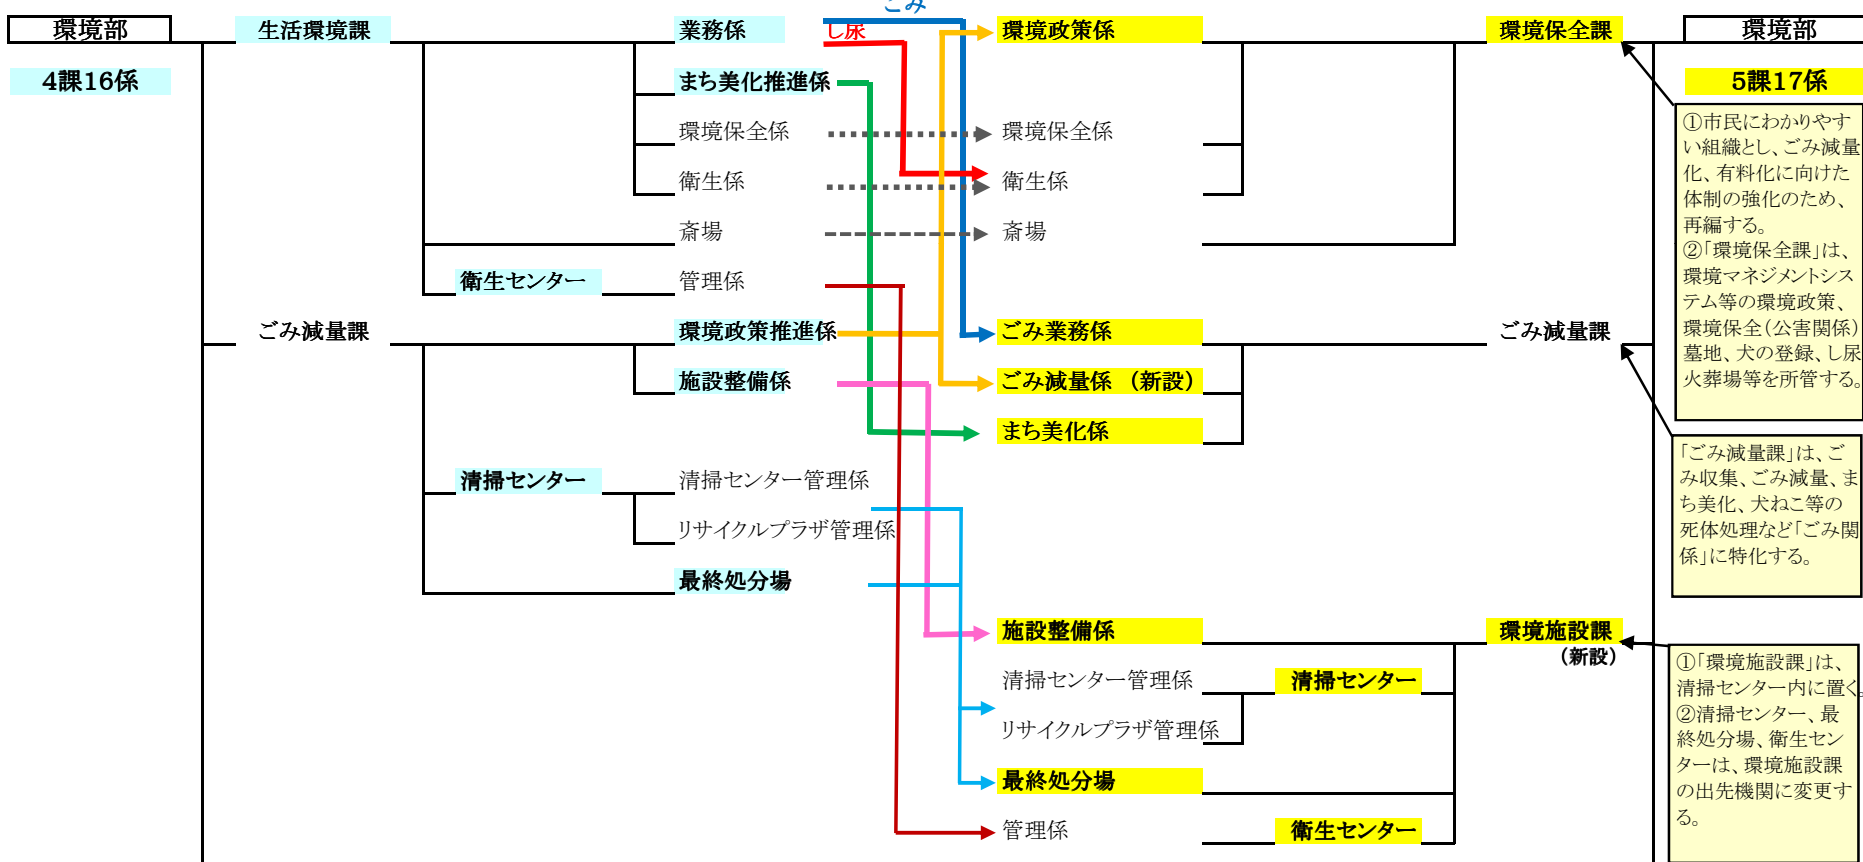 ごみ
環境部
生活環境課
業務係
し尿
環境政策係
環境保全課
環境部
4課16係
まち美化推進係
5課17係
環境保全係
環境保全係
衛生係
衛生係
斎場
斎場
衛生センター
管理係
ごみ減量課
環境政策推進係
ごみ業務係
ごみ減量課
施設整備係
ごみ減量係 (新設)
まち美化係
清掃センター
清掃センター管理係
リサイクルプラザ管理係
最終処分場
施設整備係
環境施設課
(新設)
清掃センター管理係
清掃センター
リサイクルプラザ管理係
最終処分場
管理係
衛生センター
①市民にわかりやす
い組織とし、ごみ減量
化、有料化に向けた
体制の強化のため、
再編する。
②「環境保全課」は、
環境マネジメントシス
テム等の環境政策、
環境保全(公害関係)
墓地、犬の登録、し尿
火葬場等を所管する。
「ごみ減量課」は、ご
み収集、ごみ減量、ま
ち美化、犬ねこ等の
死体処理など「ごみ関
係」に特化する。
①「環境施設課」は、
清掃センター内に置く。
②清掃センター、最
終処分場、衛生セン
ターは、環境施設課
の出先機関に変更す
る。